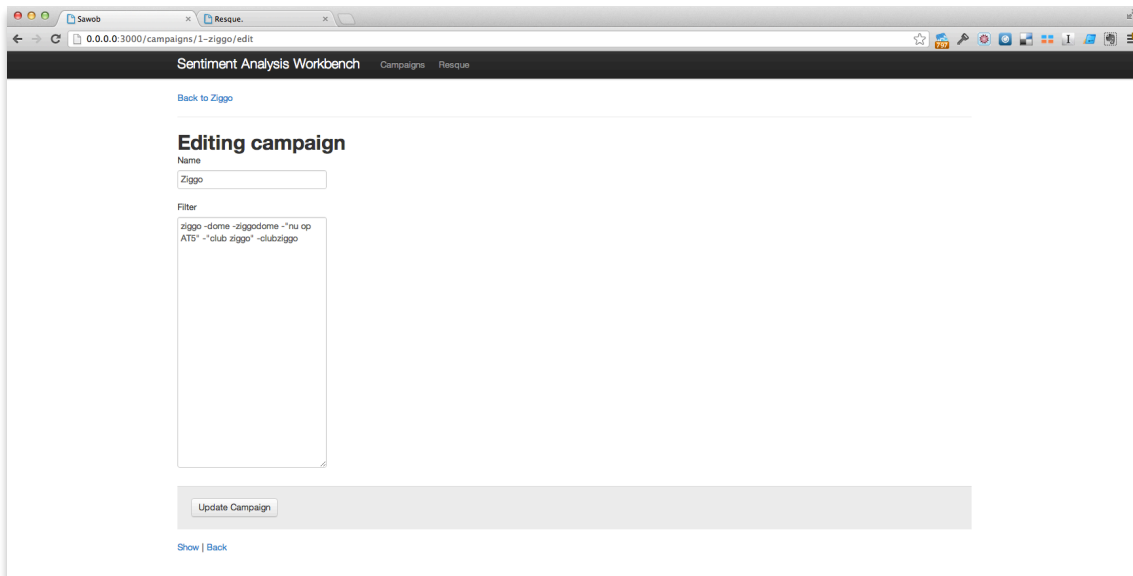 Sawob
Resque.
0.0.0.0:3000/campaigns/1-ziggo/edit
797
Sentiment Analysis Workbench Campaigns Resque
Back to Ziggo
Editing campaign
Name
Ziggo
Filter
ziggo -dome -ziggodome -"nu op
AT5" -"club ziggo" -clubziggo
Update Campaign
Show | Back